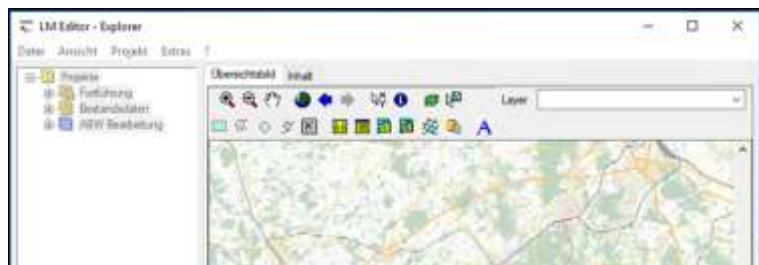 LM Editor - Explorer
Datei Ansicht Projekt Extras ?
Projekte
Fortführung
Bestandsdaten
ABW Bearbeitung
Übersichtsbild Inhalt
Layer
A